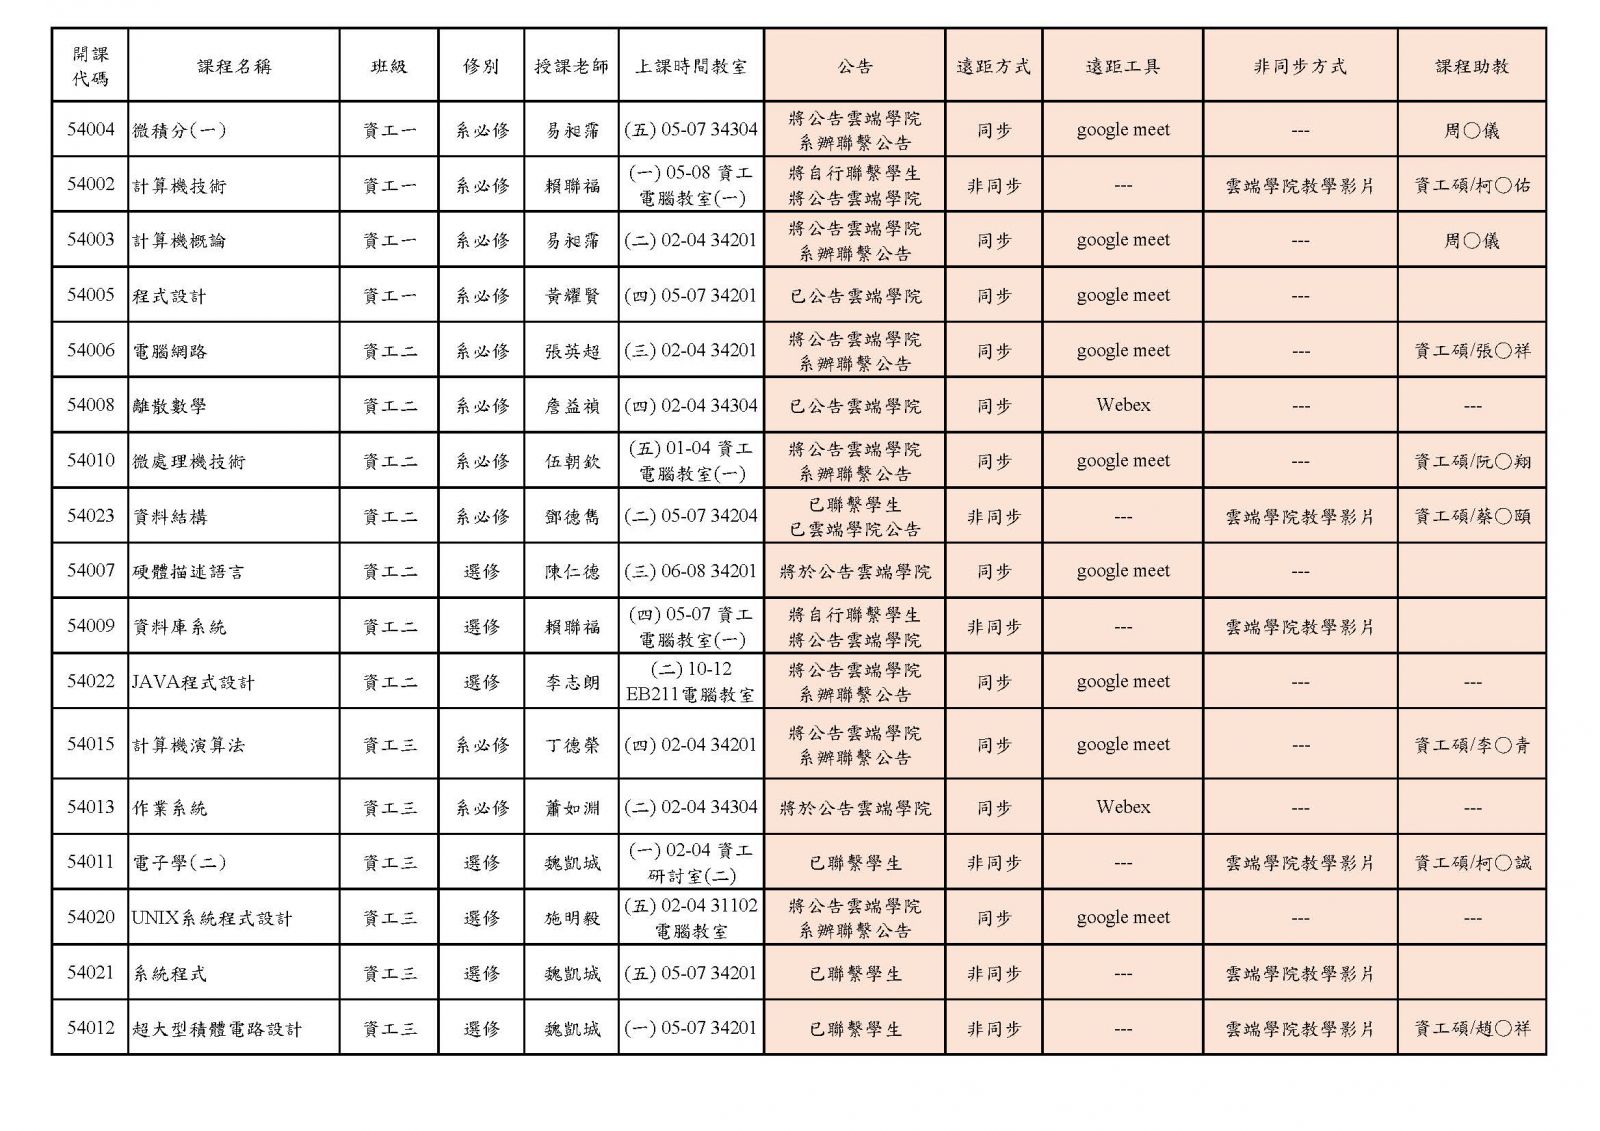 開課
代碼
課程名稱
班級
修別
授課老師
上課時間教室
公告
遠距方式
遠距工具
非同步方式
課程助教
54004 微積分(一) 資工一 系必修 易昶霈 (五) 05-07 34304
將公告雲端學院
系辦聯繫公告
同步 google meet --- 周〇儀
54002 計算機技術 資工一 系必修 賴聯福
(一) 05-08 資工
電腦教室(一)
將自行聯繫學生
將公告雲端學院
非同步 --- 雲端學院教學影片 資工碩/柯〇佑
54003 計算機概論 資工一 系必修 易昶霈 (二) 02-04 34201
將公告雲端學院
系辦聯繫公告
同步 google meet --- 周〇儀
54005 程式設計 資工一 系必修 黃耀賢 (四) 05-07 34201 已公告雲端學院 同步 google meet ---
54006 電腦網路 資工二 系必修 張英超 (三) 02-04 34201
將公告雲端學院
系辦聯繫公告
同步 google meet --- 資工碩/張〇祥
54008 離散數學 資工二 系必修 詹益禎 (四) 02-04 34304 已公告雲端學院 同步 Webex --- ---
54010 微處理機技術 資工二 系必修 伍朝欽
(五) 01-04 資工
電腦教室(一)
將公告雲端學院
系辦聯繫公告
同步 google meet --- 資工碩/阮〇翔
54023 資料結構 資工二 系必修 鄧德雋 (二) 05-07 34204
已聯繫學生
已雲端學院公告
非同步 --- 雲端學院教學影片 資工碩/蔡〇頤
54007 硬體描述語言 資工二 選修 陳仁德 (三) 06-08 34201 將於公告雲端學院 同步 google meet ---
54009 資料庫系統 資工二 選修 賴聯福
(四) 05-07 資工
電腦教室(一)
將自行聯繫學生
將公告雲端學院
非同步 --- 雲端學院教學影片
54022 JAVA程式設計 資工二 選修 李志朗
(二) 10-12
EB211電腦教室
將公告雲端學院
系辦聯繫公告
同步 google meet --- ---
54015 計算機演算法 資工三 系必修 丁德榮 (四) 02-04 34201
將公告雲端學院
系辦聯繫公告
同步 google meet --- 資工碩/李〇青
54013 作業系統 資工三 系必修 蕭如淵 (二) 02-04 34304 將於公告雲端學院 同步 Webex --- ---
54011 電子學(二) 資工三 選修 魏凱城
(一) 02-04 資工
研討室(二)
已聯繫學生 非同步 --- 雲端學院教學影片 資工碩/柯〇誠
54020 UNIX系統程式設計 資工三 選修 施明毅
(五) 02-04 31102
電腦教室
將公告雲端學院
系辦聯繫公告
同步 google meet --- ---
54021 系統程式 資工三 選修 魏凱城 (五) 05-07 34201 已聯繫學生 非同步 --- 雲端學院教學影片
54012 超大型積體電路設計 資工三 選修 魏凱城 (一) 05-07 34201 已聯繫學生 非同步 --- 雲端學院教學影片 資工碩/趙〇祥